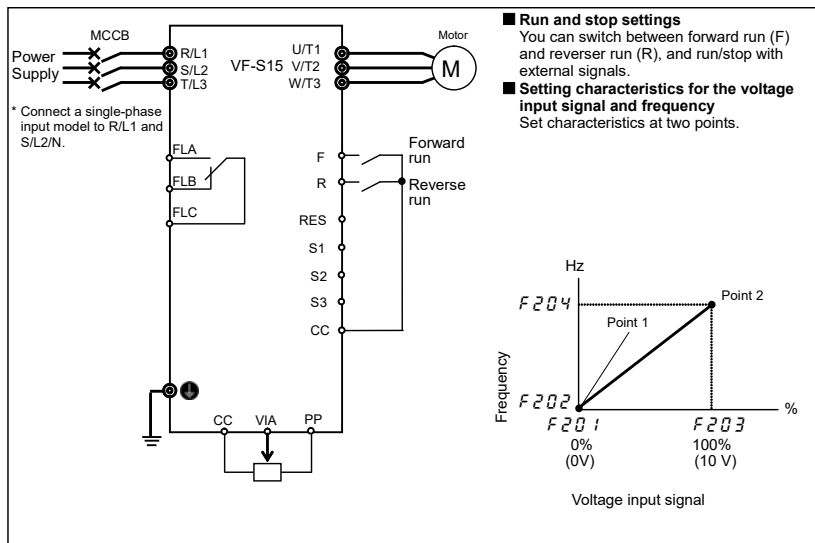 MCCB
Power
Supply
R/L1
S/L2
T/L3
VF-S15
U/T1
V/T2
W/T3
Motor
M
* Connect a single-phase
input model to R/L1 and
S/L2/N.
FLA
FLB
FLC
F
R
RES
S1
S2
S3
CC
Forward
run
Reverse
run
CC
VIA
PP
■ Run and stop settings
You can switch between forward run (F)
and reverser run (R), and run/stop with
external signals.
■ Setting characteristics for the voltage
input signal and frequency
Set characteristics at two points.
Hz
F204
Point 2
Point 1
Frequency
F202
%
F201
F203
0%
(0V)
100%
(10 V)
Voltage input signal